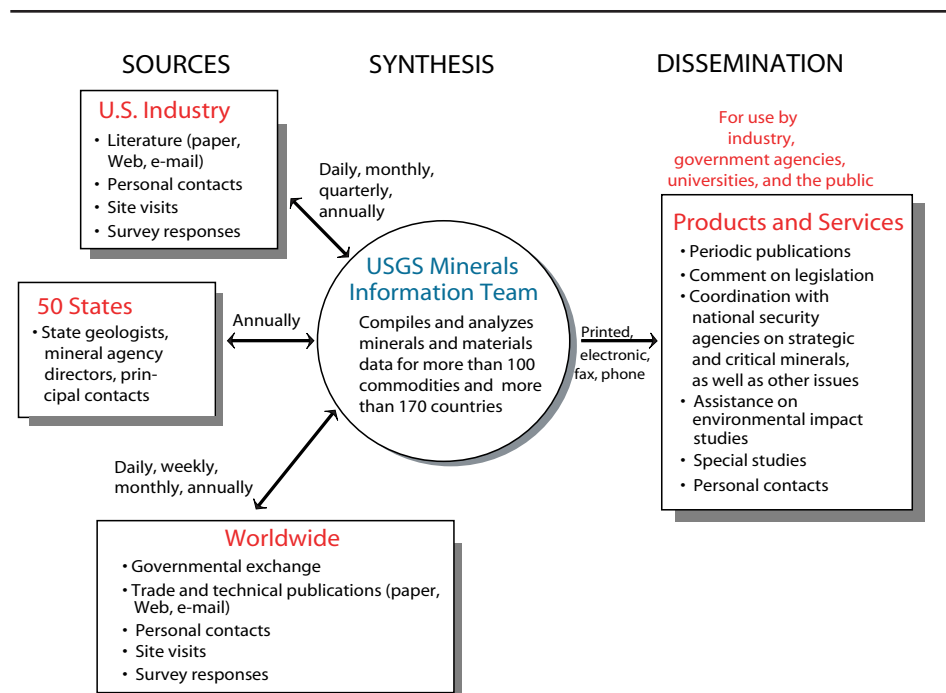 SOURCES
SYNTHESIS
DISSEMINATION
U.S. Industry
• Literature (paper,
Web, e-mail)
• Personal contacts
• Site visits
• Survey responses
Daily, monthly,
quarterly,
annually
50 States
• State geologists,
mineral agency
directors, prin-
cipal contacts
Annually
USGS Minerals
Information Team
Compiles and analyzes
minerals and materials
data for more than 100
commodities and more
than 170 countries
Daily, weekly,
monthly, annually
Worldwide
• Governmental exchange
• Trade and technical publications (paper,
Web, e-mail)
• Personal contacts
• Site visits
• Survey responses
Printed,
electronic,
fax, phone
For use by
industry,
government agencies,
universities, and the public
Products and Services
• Periodic publications
• Comment on legislation
• Coordination with
national security
agencies on strategic
and critical minerals,
as well as other issues
• Assistance on
environmental impact
studies
• Special studies
• Personal contacts